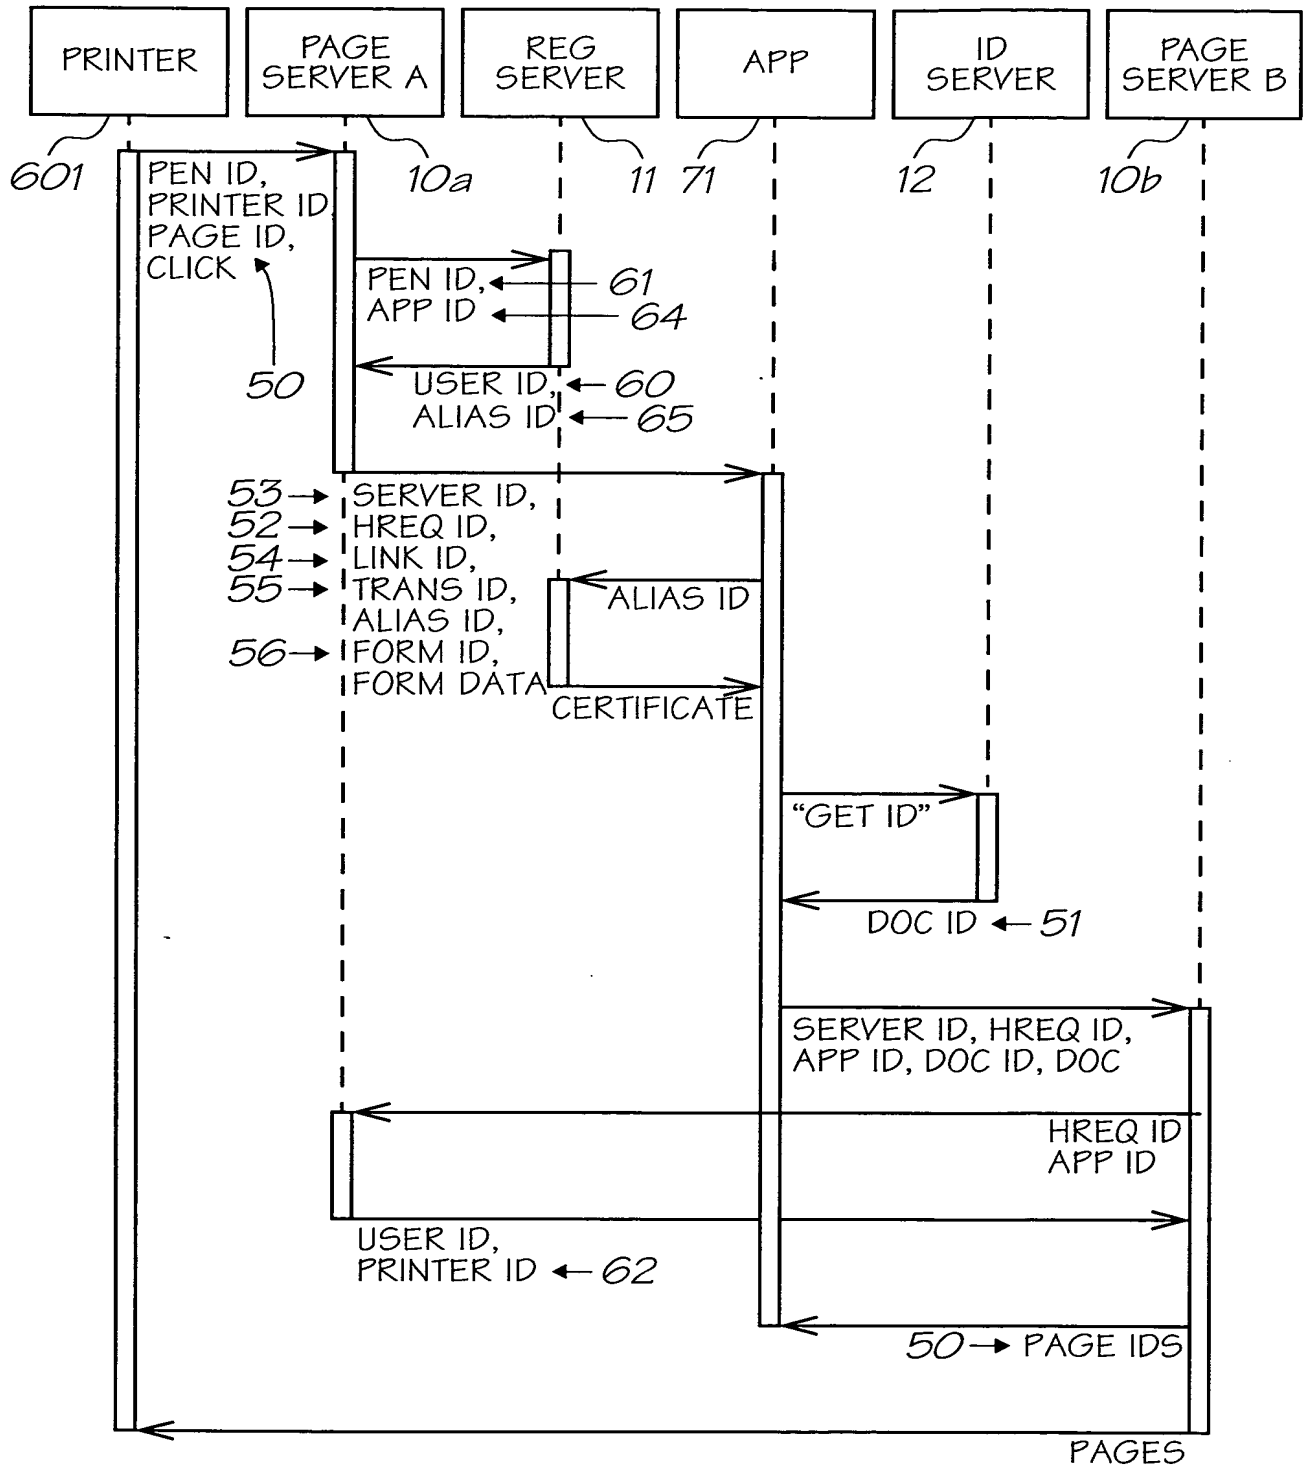 PRINTER
PAGE
SERVER A
REG
SERVER
APP
ID
SERVER
PAGE
SERVER B
601
10a
11
71
12
10b
PEN ID,
PRINTER ID
PAGE ID,
CLICK
50
PEN ID,
61
APP ID
64
USER ID,
60
ALIAS ID
65
53
SERVER ID,
52
HREQ ID,
54
LINK ID,
55
TRANS ID,
ALIAS ID,
56
FORM ID,
FORM DATA
ALIAS ID
CERTIFICATE
“GET ID”
DOC ID
51
SERVER ID, HREQ ID,
APP ID, DOC ID, DOC
HREQ ID
APP ID
USER ID,
PRINTER ID
62
50
PAGE IDS
PAGES